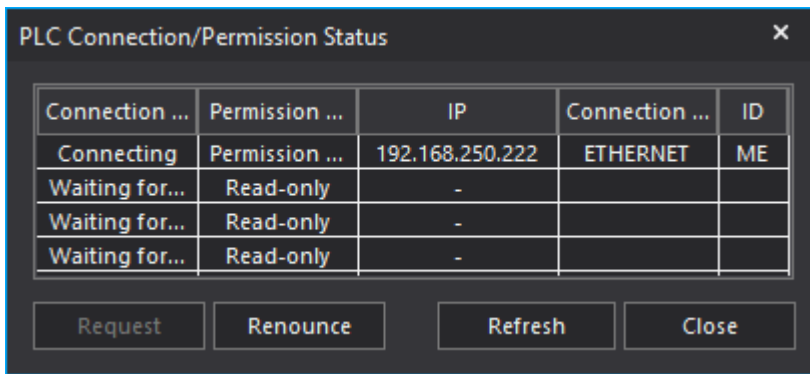 PLC Connection/Permission Status ×
Connection ... Permission ... IP Connection ... ID
Connecting Permission ... 192.168.250.222 ETHERNET ME
Waiting for... Read-only -
Waiting for... Read-only -
Waiting for... Read-only -
Request Renounce Refresh Close